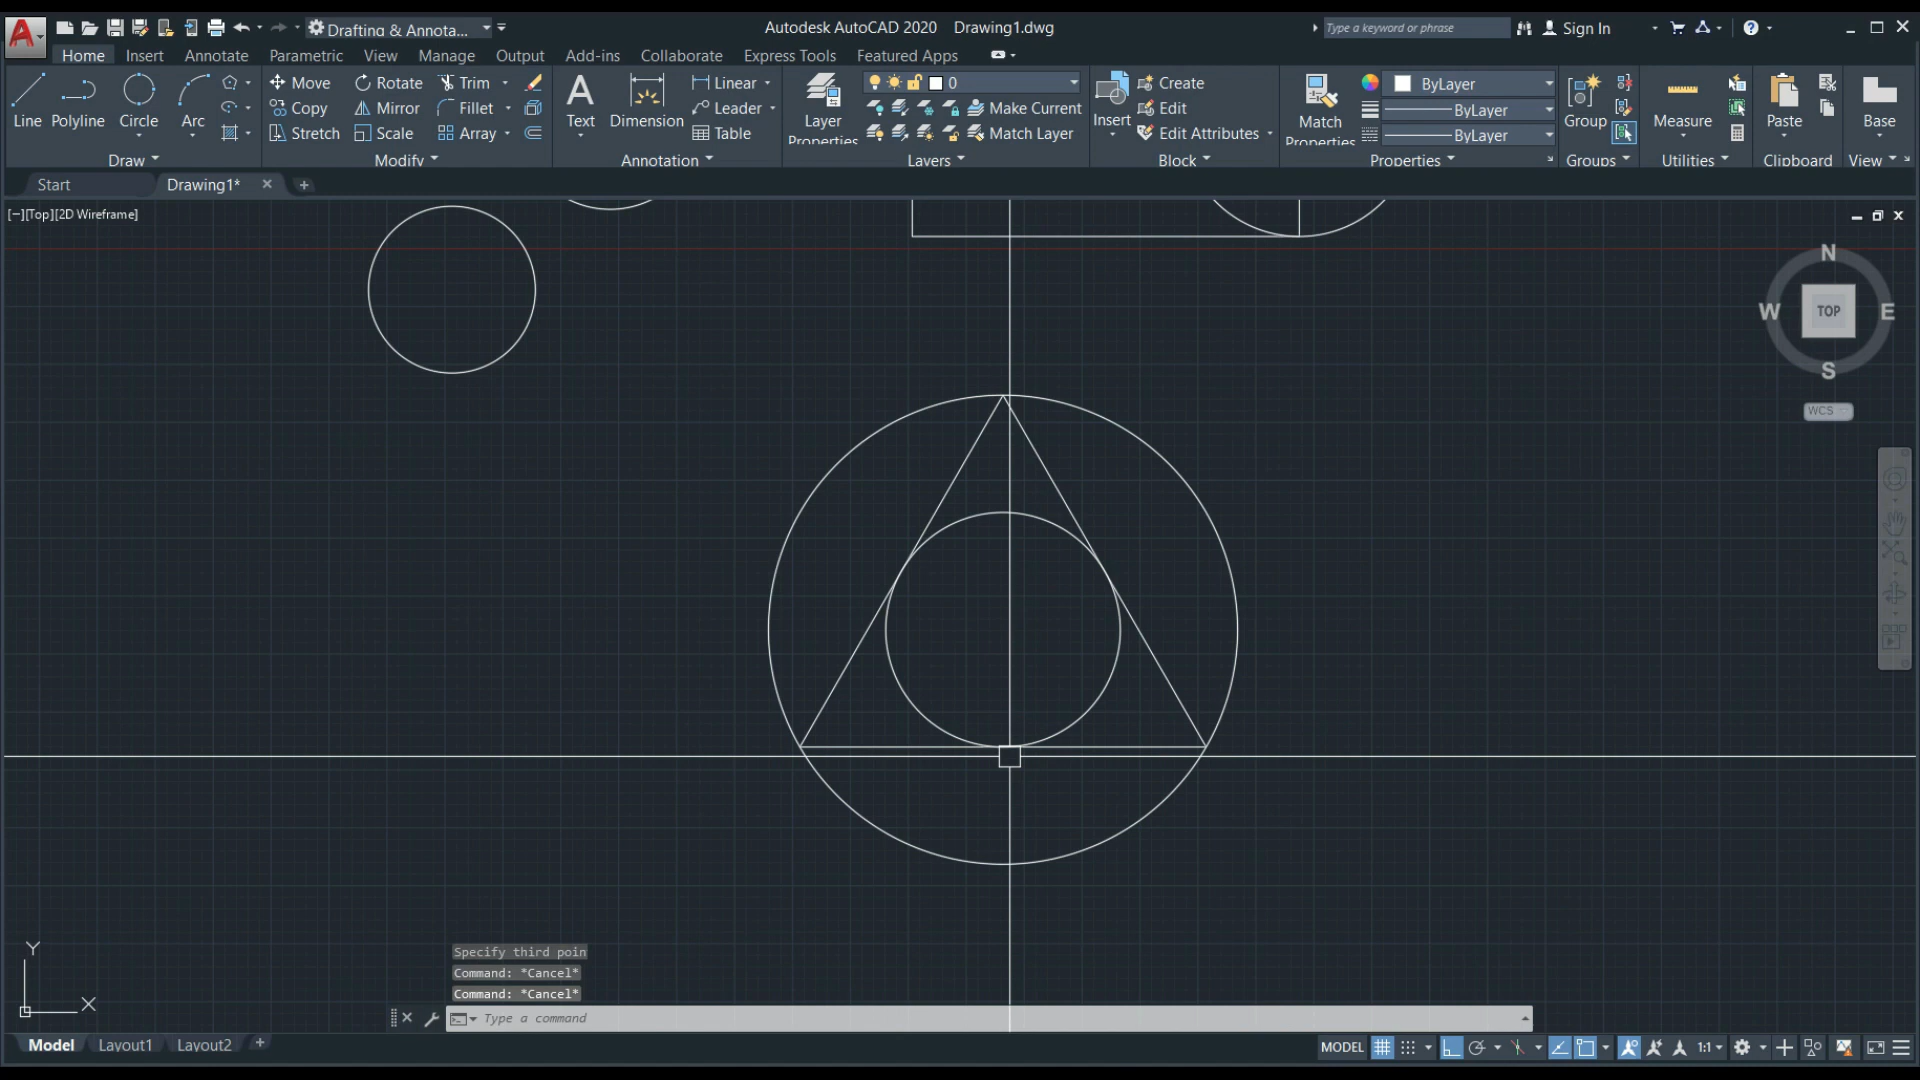 Drafting & Annota...
Autodesk AutoCAD 2020 Drawing1.dwg
Type a keyword or phrase
Sign In
Home Insert Annotate Parametric View Manage Output Add-ins Collaborate Express Tools Featured Apps
Line Polyline Circle Arc
Move Rotate Trim
Copy Mirror Fillet
Stretch Scale Array
Text Dimension
Linear
Leader
Table
Layer
Properties
0
Make Current
Match Layer
Insert
Create
Edit
Edit Attributes
Match
Properties
ByLayer
ByLayer
ByLayer
Group
Measure
Paste
Base
Draw Modify Annotation Layers Block Properties Groups Utilities Clipboard View
Start Drawing1*
[−][Top][2D Wireframe]
N
W TOP E
S
WCS
Y
X
Specify third poin
Command: *Cancel*
Command: *Cancel*
Type a command
Model Layout1 Layout2
MODEL 1:1